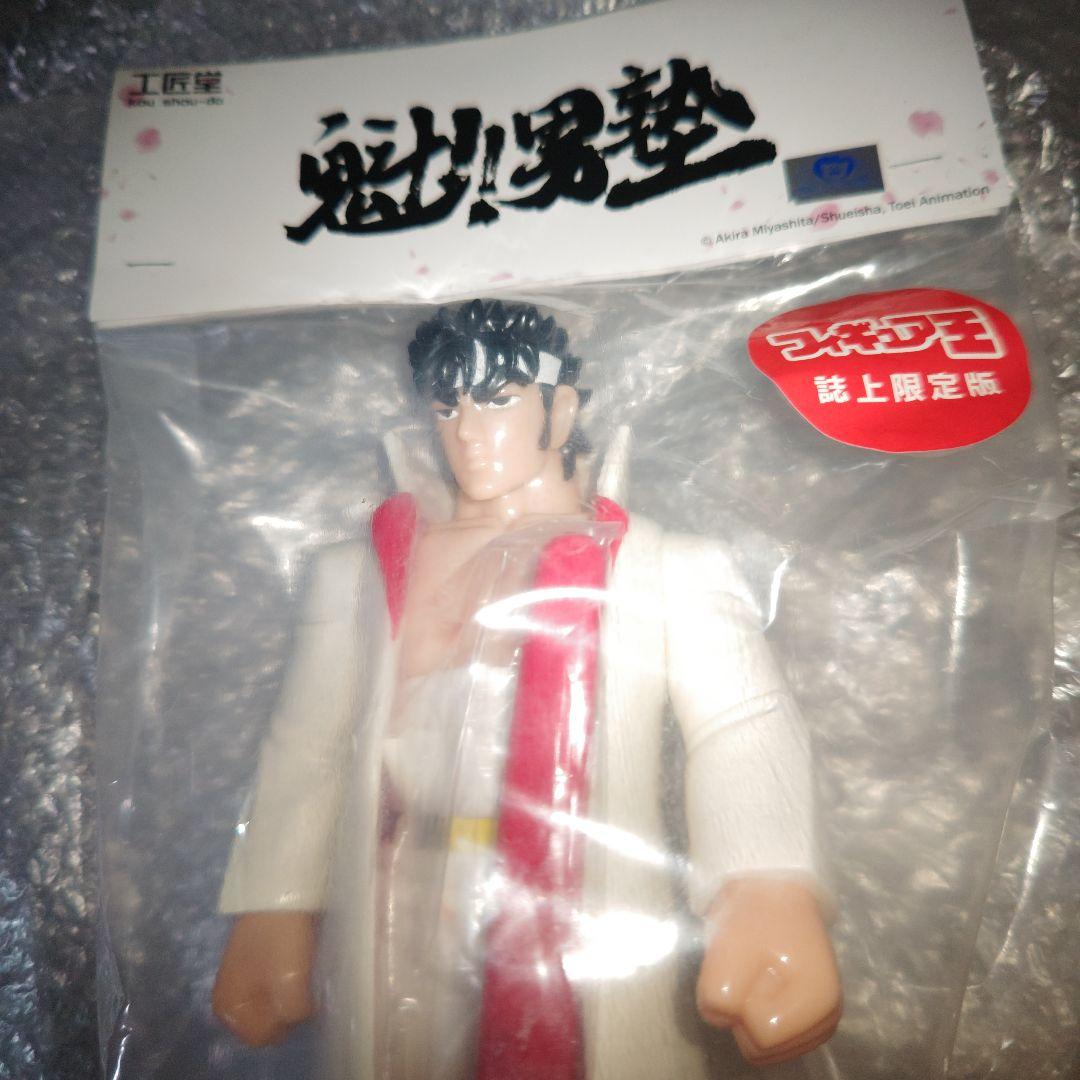 工匠堂
kou shou-do
魁!!男塾
© Akira Miyashita/Shueisha, Toei Animation
フィギュア王
誌上限定版